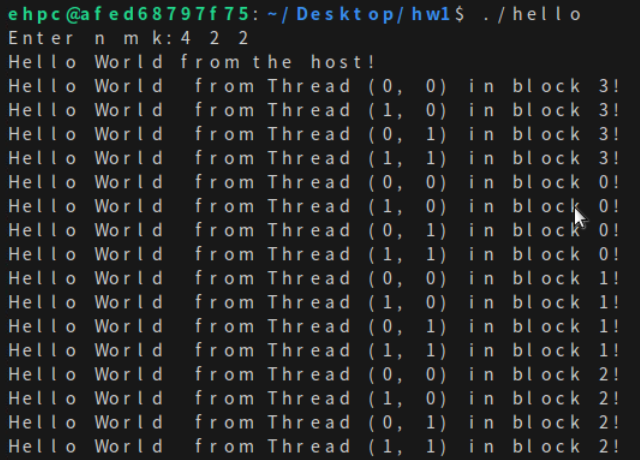 ehpc@afed68797f75:~/Desktop/hw1$ ./hello
Enter n m k:4 2 2
Hello World from the host!
Hello World  from Thread (0, 0) in block 3!
Hello World  from Thread (1, 0) in block 3!
Hello World  from Thread (0, 1) in block 3!
Hello World  from Thread (1, 1) in block 3!
Hello World  from Thread (0, 0) in block 0!
Hello World  from Thread (1, 0) in block 0!
Hello World  from Thread (0, 1) in block 0!
Hello World  from Thread (1, 1) in block 0!
Hello World  from Thread (0, 0) in block 1!
Hello World  from Thread (1, 0) in block 1!
Hello World  from Thread (0, 1) in block 1!
Hello World  from Thread (1, 1) in block 1!
Hello World  from Thread (0, 0) in block 2!
Hello World  from Thread (1, 0) in block 2!
Hello World  from Thread (0, 1) in block 2!
Hello World  from Thread (1, 1) in block 2!